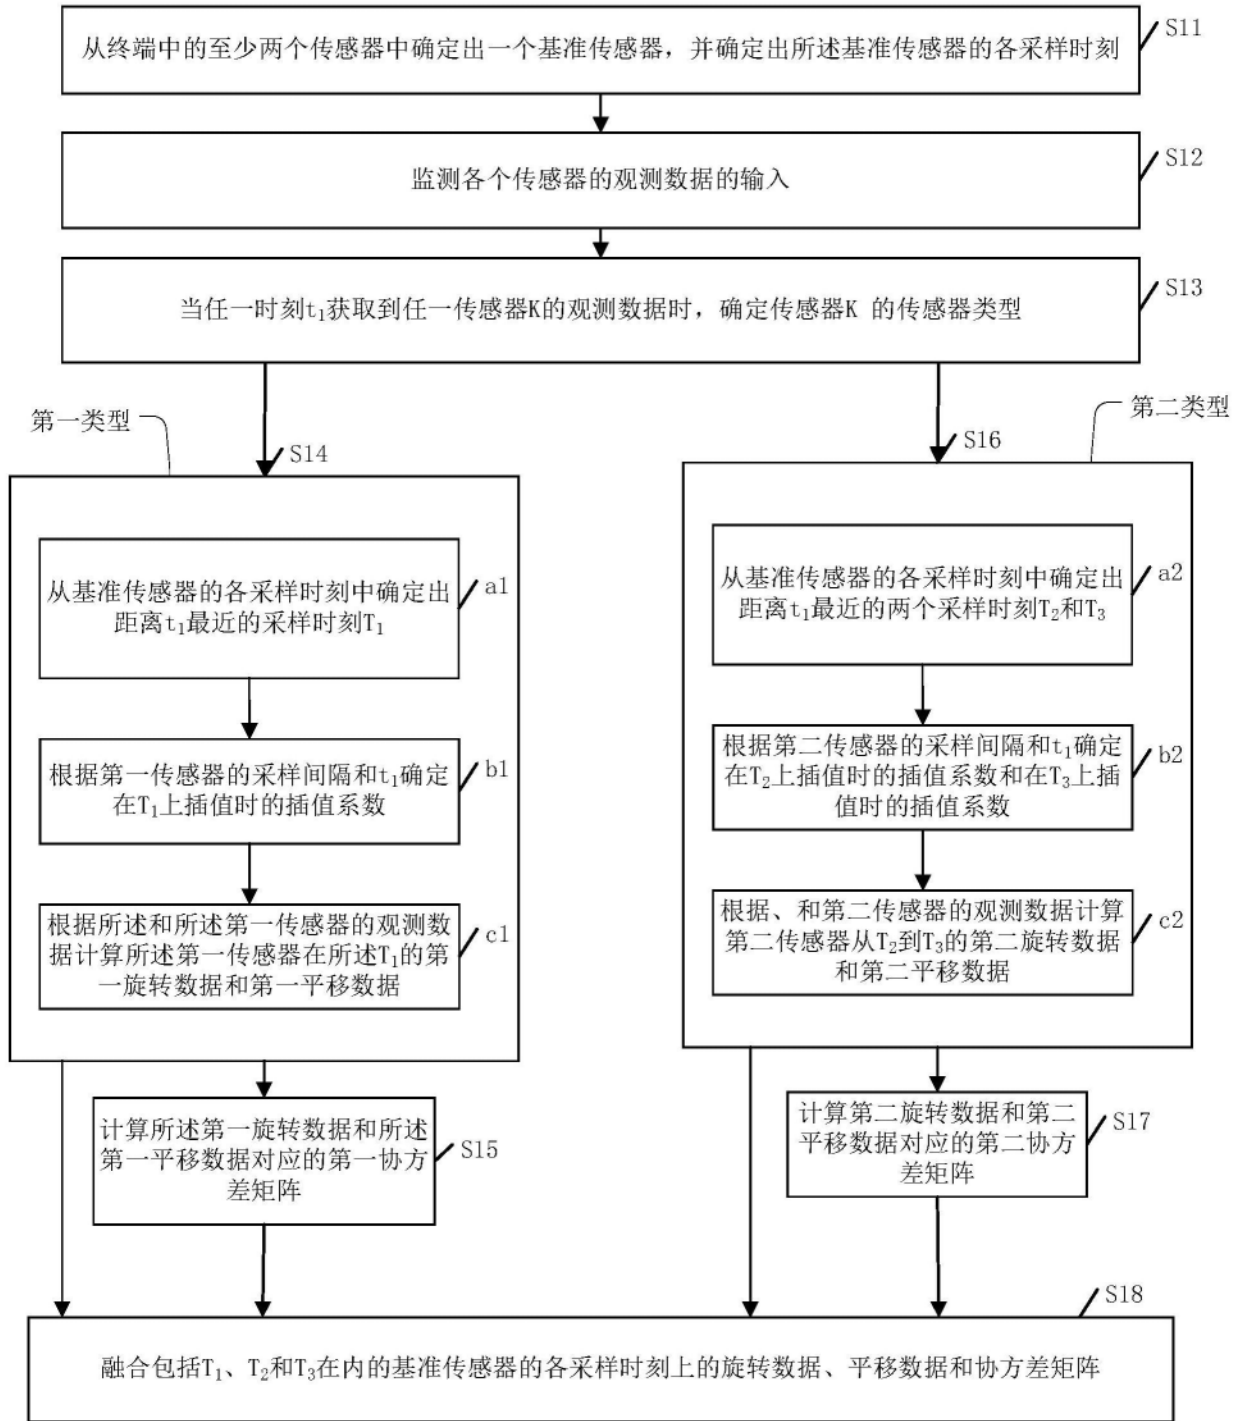 从终端中的至少两个传感器中确定出一个基准传感器，并确定出所述基准传感器的各采样时刻
S11
监测各个传感器的观测数据的输入
S12
当任一时刻t₁获取到任一传感器K的观测数据时，确定传感器K 的传感器类型
S13
第一类型
S14
从基准传感器的各采样时刻中确定出
距离t₁最近的采样时刻T₁
a1
根据第一传感器的采样间隔和t₁确定
在T₁上插值时的插值系数
b1
根据所述和所述第一传感器的观测数
据计算所述第一传感器在所述T₁的第
一旋转数据和第一平移数据
c1
计算所述第一旋转数据和所述
第一平移数据对应的第一协方
差矩阵
S15
第二类型
S16
从基准传感器的各采样时刻中确定出
距离t₁最近的两个采样时刻T₂和T₃
a2
根据第二传感器的采样间隔和t₁确定
在T₂上插值时的插值系数和在T₃上插
值时的插值系数
b2
根据、和第二传感器的观测数据计算
第二传感器从T₂到T₃的第二旋转数据
和第二平移数据
c2
计算第二旋转数据和第二
平移数据对应的第二协方
差矩阵
S17
融合包括T₁、T₂和T₃在内的基准传感器的各采样时刻上的旋转数据、平移数据和协方差矩阵
S18